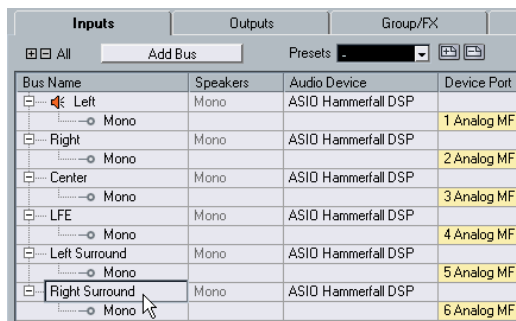 Inputs Outputs Group/FX
All Add Bus Presets -
Bus Name Speakers Audio Device Device Port
Left Mono ASIO Hammerfall DSP
Mono 1 Analog MF
Right Mono ASIO Hammerfall DSP
Mono 2 Analog MF
Center Mono ASIO Hammerfall DSP
Mono 3 Analog MF
LFE Mono ASIO Hammerfall DSP
Mono 4 Analog MF
Left Surround Mono ASIO Hammerfall DSP
Mono 5 Analog MF
Right Surround Mono ASIO Hammerfall DSP
Mono 6 Analog MF